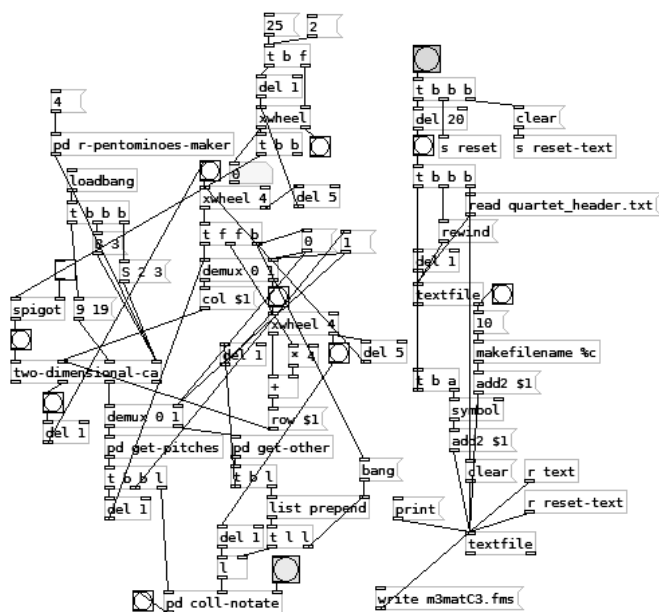 25
2
t b f
del 1
xwheel
t b b
0
4
pd r-pentominoes-maker
loadbang
xwheel 4
del 5
t b b b
t f f b
0
1
B 3
S 2 3
demux 0 1
col $1
spigot
9 19
xwheel 4
del 1
* 4
del 5
two-dimensional-ca
+
del 1
demux 0 1
row $1
pd get-pitches
pd get-other
t b b l
t b l
bang
del 1
list prepend
del 1
t l l
l
pd coll-notate
t b b b
del 20
clear
s reset
s reset-text
t b b b
read quartet_header.txt
rewind
del 1
textfile
10
makefilename %c
t b a
add2 $1
symbol
add2 $1
clear
r text
print
r reset-text
textfile
write m3matC3.fms